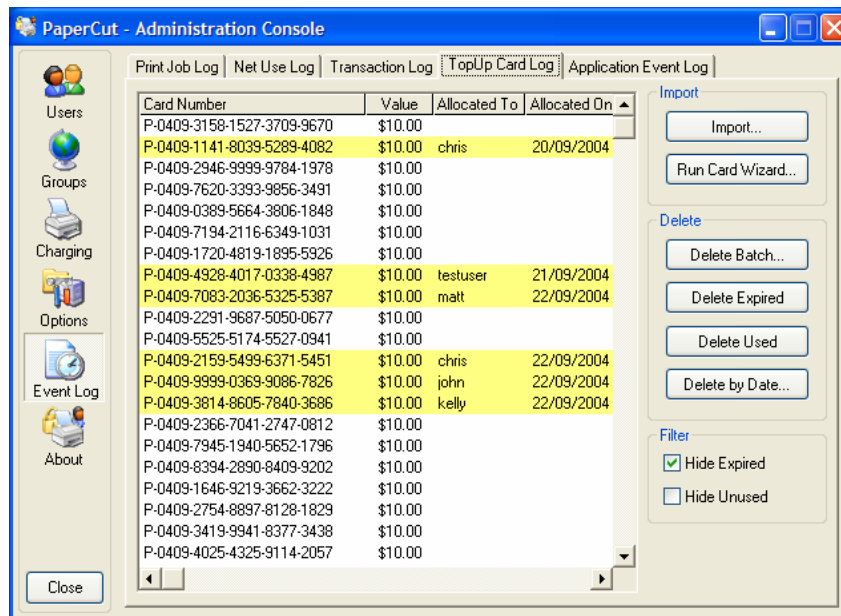 PaperCut - Administration Console
Print Job Log Net Use Log Transaction Log TopUp Card Log Application Event Log
Users
Groups
Charging
Options
Event Log
About
Close
Card Number Value Allocated To Allocated On
P-0409-3158-1527-3709-9670 $10.00
P-0409-1141-8039-5289-4082 $10.00 chris 20/09/2004
P-0409-2946-9999-9784-1978 $10.00
P-0409-7620-3393-9856-3491 $10.00
P-0409-0389-5664-3806-1848 $10.00
P-0409-7194-2116-6349-1031 $10.00
P-0409-1720-4819-1895-5926 $10.00
P-0409-4928-4017-0338-4987 $10.00 testuser 21/09/2004
P-0409-7083-2036-5325-5387 $10.00 matt 22/09/2004
P-0409-2291-9687-5050-0677 $10.00
P-0409-5525-5174-5527-0941 $10.00
P-0409-2159-5499-6371-5451 $10.00 chris 22/09/2004
P-0409-9999-0369-9086-7826 $10.00 john 22/09/2004
P-0409-3814-8605-7840-3686 $10.00 kelly 22/09/2004
P-0409-2366-7041-2747-0812 $10.00
P-0409-7945-1940-5652-1796 $10.00
P-0409-8394-2890-8409-9202 $10.00
P-0409-1646-9219-3662-3222 $10.00
P-0409-2754-8897-8128-1829 $10.00
P-0409-3419-9941-8377-3438 $10.00
P-0409-4025-4325-9114-2057 $10.00
Import
Import...
Run Card Wizard...
Delete
Delete Batch...
Delete Expired
Delete Used
Delete by Date...
Filter
Hide Expired
Hide Unused